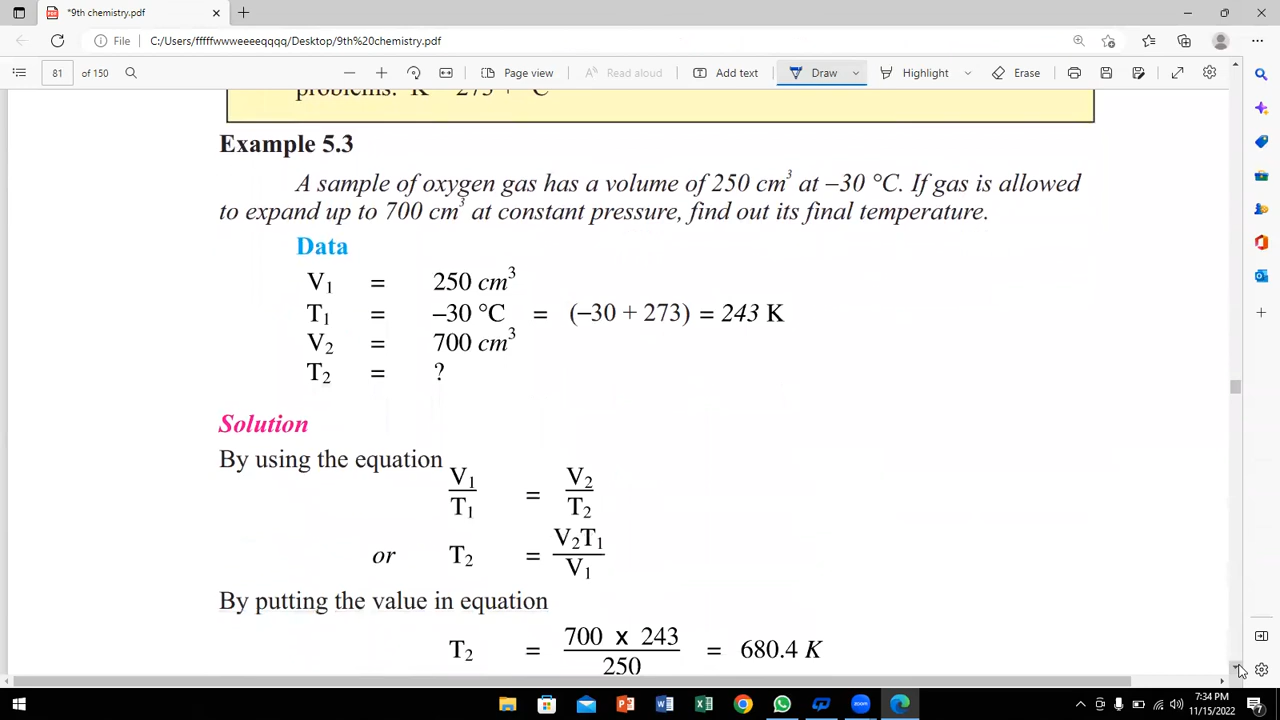 *9th chemistry.pdf
File C:/Users/fffffwwweeeeqqqq/Desktop/9th%20chemistry.pdf
81 of 150 Page view Read aloud Add text Draw Highlight Erase
problems. K = 273 + °C
Example 5.3
A sample of oxygen gas has a volume of 250 cm³ at –30 °C. If gas is allowed
to expand up to 700 cm³ at constant pressure, find out its final temperature.
Data
V₁ = 250 cm³
T₁ = –30 °C = (–30 + 273) = 243 K
V₂ = 700 cm³
T₂ = ?
Solution
By using the equation
V₁/T₁ = V₂/T₂
or T₂ = V₂T₁/V₁
By putting the value in equation
T₂ = 700 x 243/250 = 680.4 K
7:34 PM
11/15/2022